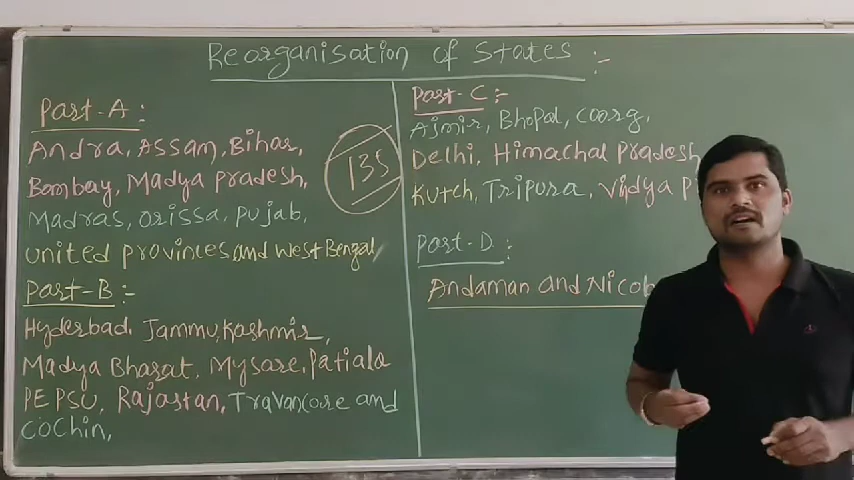 Reorganisation of States :-
Part-A :
Andra, Assam, Bihar,
Bombay, Madya pradesh,
Madras, orissa, pujab,
united provinces and west Bengal,
Part-B :-
Hyderbad, Jammu,kashmir,
Madya Bharat, Mysore, Patiala
PEPSU, Rajastan, Travancore and
cochin,
135
Part-C :-
Ajmir, Bhopal, coorg,
Delhi, Himachal pradesh,
kutch, Tripura, vidya p
part-D :
Andaman and Nicob